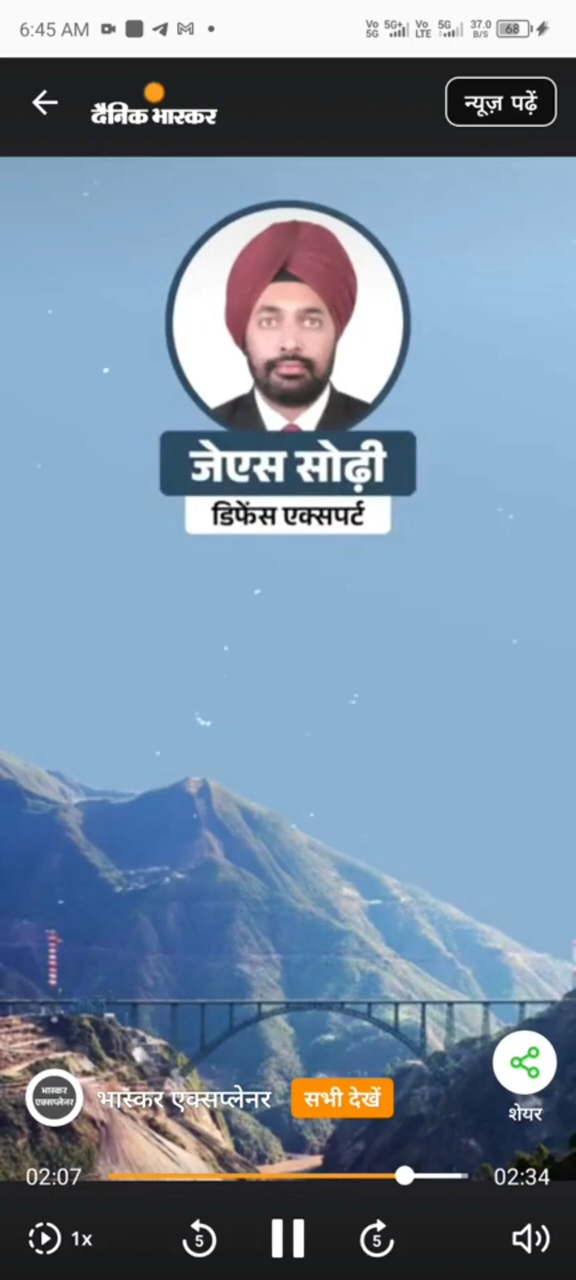 6:45 AM
Vo 5G 5G+ Vo LTE 5G 37.0 B/S 68
दैनिक भास्कर
न्यूज़ पढ़ें
जेएस सोढ़ी
डिफेंस एक्सपर्ट
भास्कर
एक्सप्लेनर
भास्कर एक्सप्लेनर
सभी देखें
शेयर
02:07
02:34
1x
5
5